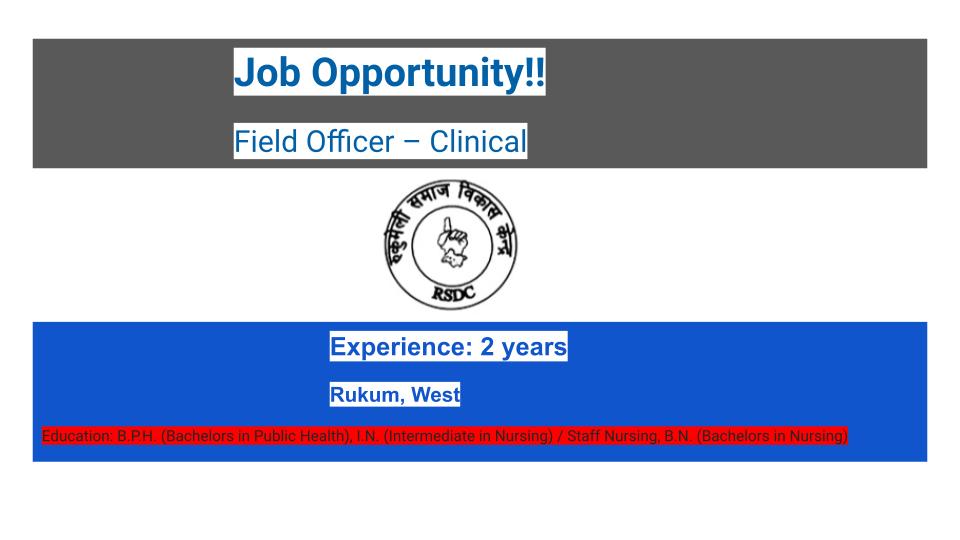 Job Opportunity!!
Field Officer – Clinical
रुकुमेली समाज विकास केन्द्र
RSDC
Experience: 2 years
Rukum, West
Education: B.P.H. (Bachelors in Public Health), I.N. (Intermediate in Nursing) / Staff Nursing, B.N. (Bachelors in Nursing)